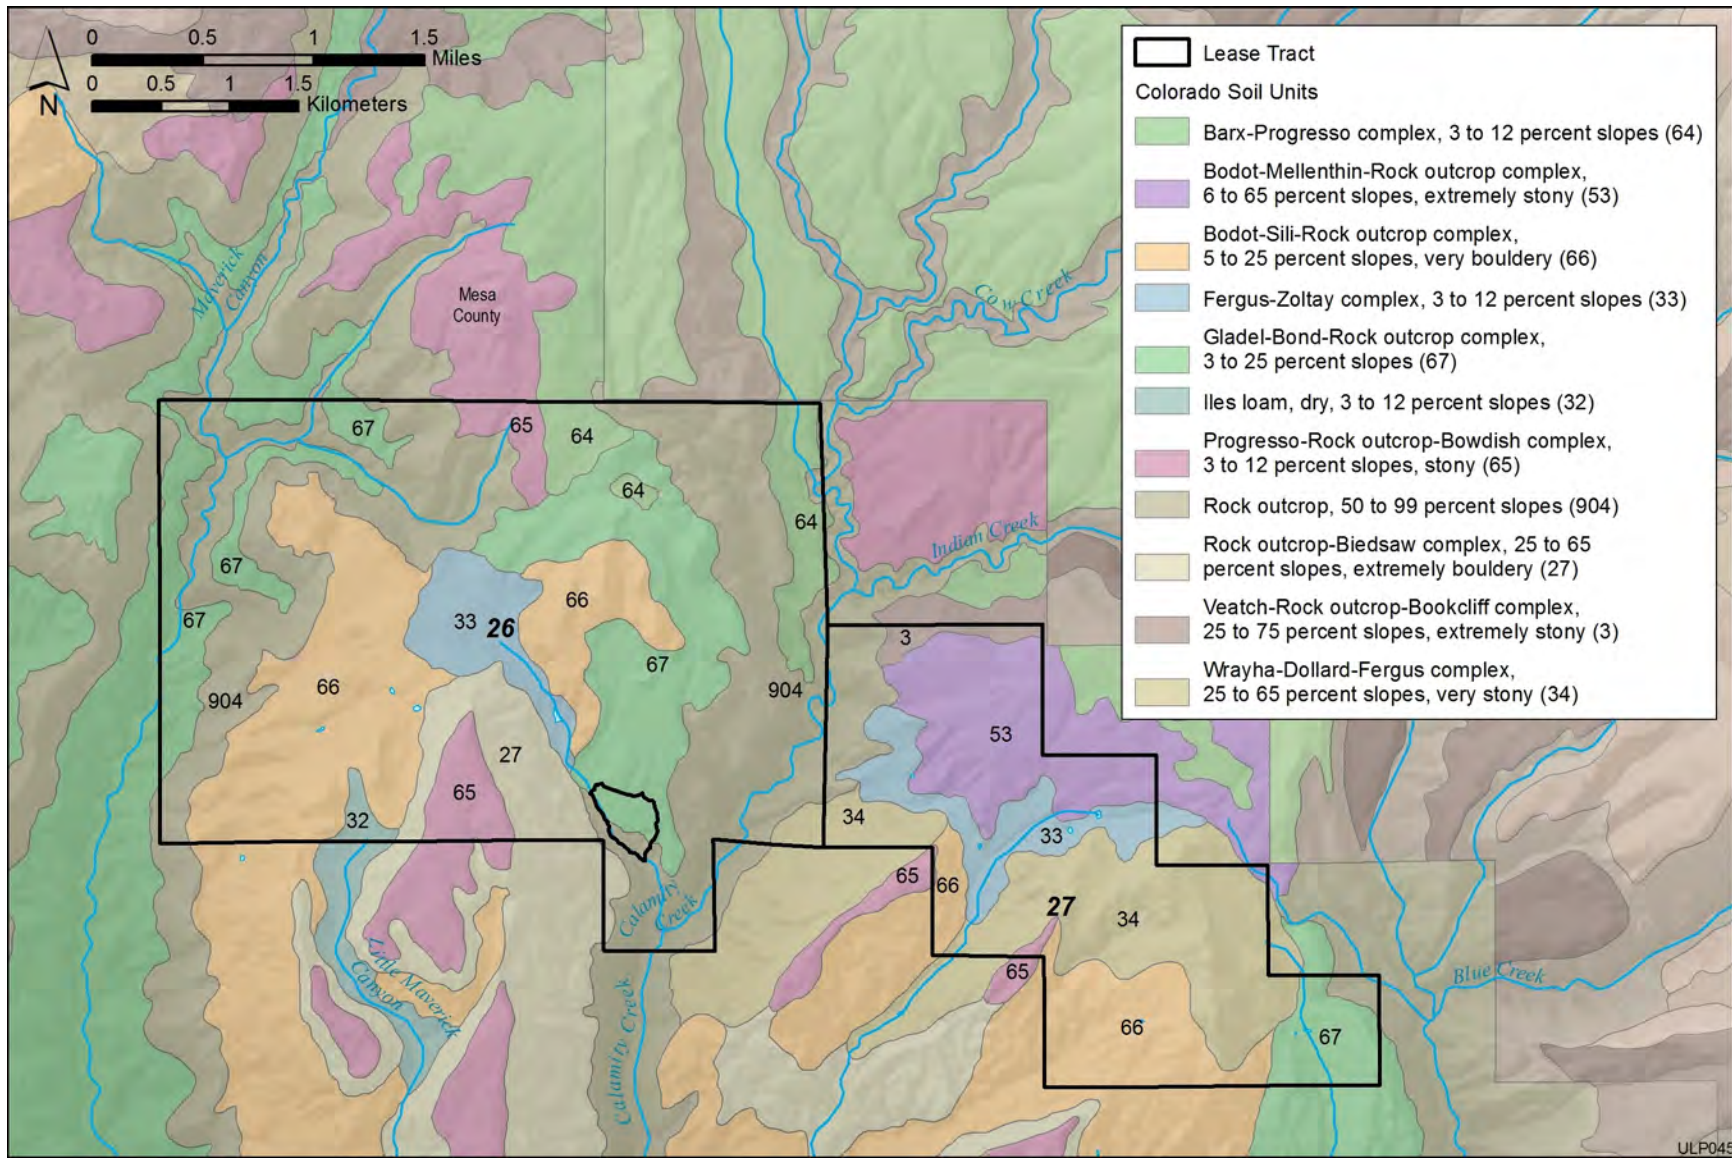 0 0.5 1 1.5
Miles
0 0.5 1 1.5
Kilometers
N
Lease Tract
Colorado Soil Units
Barx-Progresso complex, 3 to 12 percent slopes (64)
Bodot-Mellenthin-Rock outcrop complex,
6 to 65 percent slopes, extremely stony (53)
Bodot-Sili-Rock outcrop complex,
5 to 25 percent slopes, very bouldery (66)
Fergus-Zoltay complex, 3 to 12 percent slopes (33)
Gladel-Bond-Rock outcrop complex,
3 to 25 percent slopes (67)
Iles loam, dry, 3 to 12 percent slopes (32)
Progresso-Rock outcrop-Bowdish complex,
3 to 12 percent slopes, stony (65)
Rock outcrop, 50 to 99 percent slopes (904)
Rock outcrop-Biedsaw complex, 25 to 65
percent slopes, extremely bouldery (27)
Veatch-Rock outcrop-Bookcliff complex,
25 to 75 percent slopes, extremely stony (3)
Wrayha-Dollard-Fergus complex,
25 to 65 percent slopes, very stony (34)
Maverick
Canyon
Mesa
County
Cow Creek
67
65
64
64
64
Indian Creek
67
66
33
26
67
3
67
66
904
904
53
27
65
32
34
33
65
66
27
34
Calamity
Creek
Little Maverick
Canyon
65
Blue Creek
66
67
Calamity Creek
ULP045